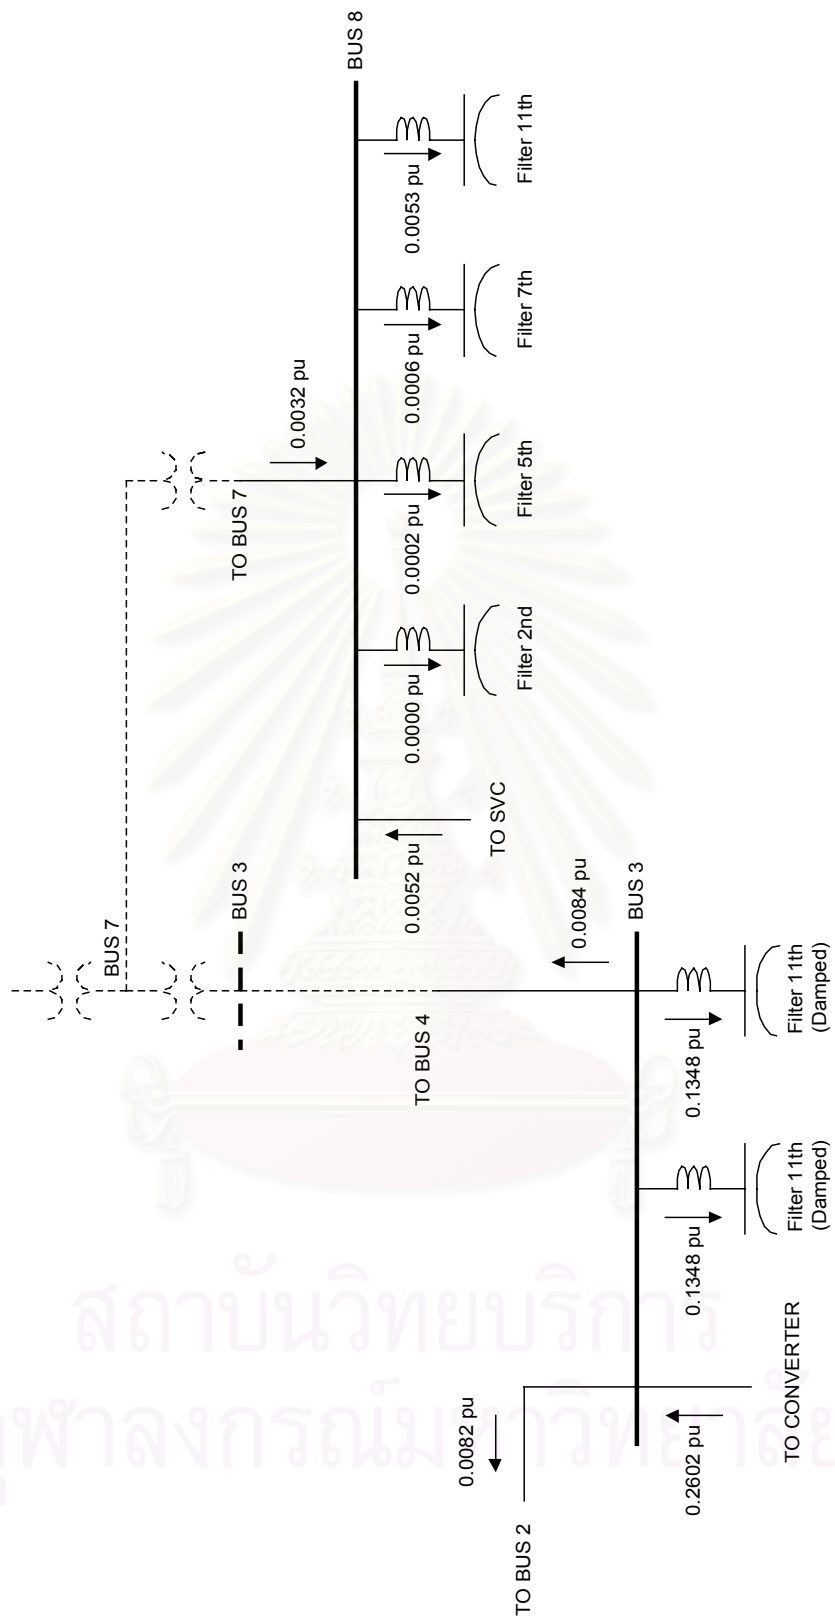 BUS 8
0.0032 pu
TO BUS 7
0.0053 pu
Filter 11th
0.0006 pu
Filter 7th
0.0002 pu
Filter 5th
0.0000 pu
Filter 2nd
0.0052 pu
TO SVC
BUS 7
BUS 3
TO BUS 4
0.0084 pu
BUS 3
0.1348 pu
Filter 11th
(Damped)
0.1348 pu
Filter 11th
(Damped)
0.0082 pu
TO BUS 2
0.2602 pu
TO CONVERTER
สถาบันวิทยบริการ
จุฬาลงกรณ์มหาวิทยาลัย